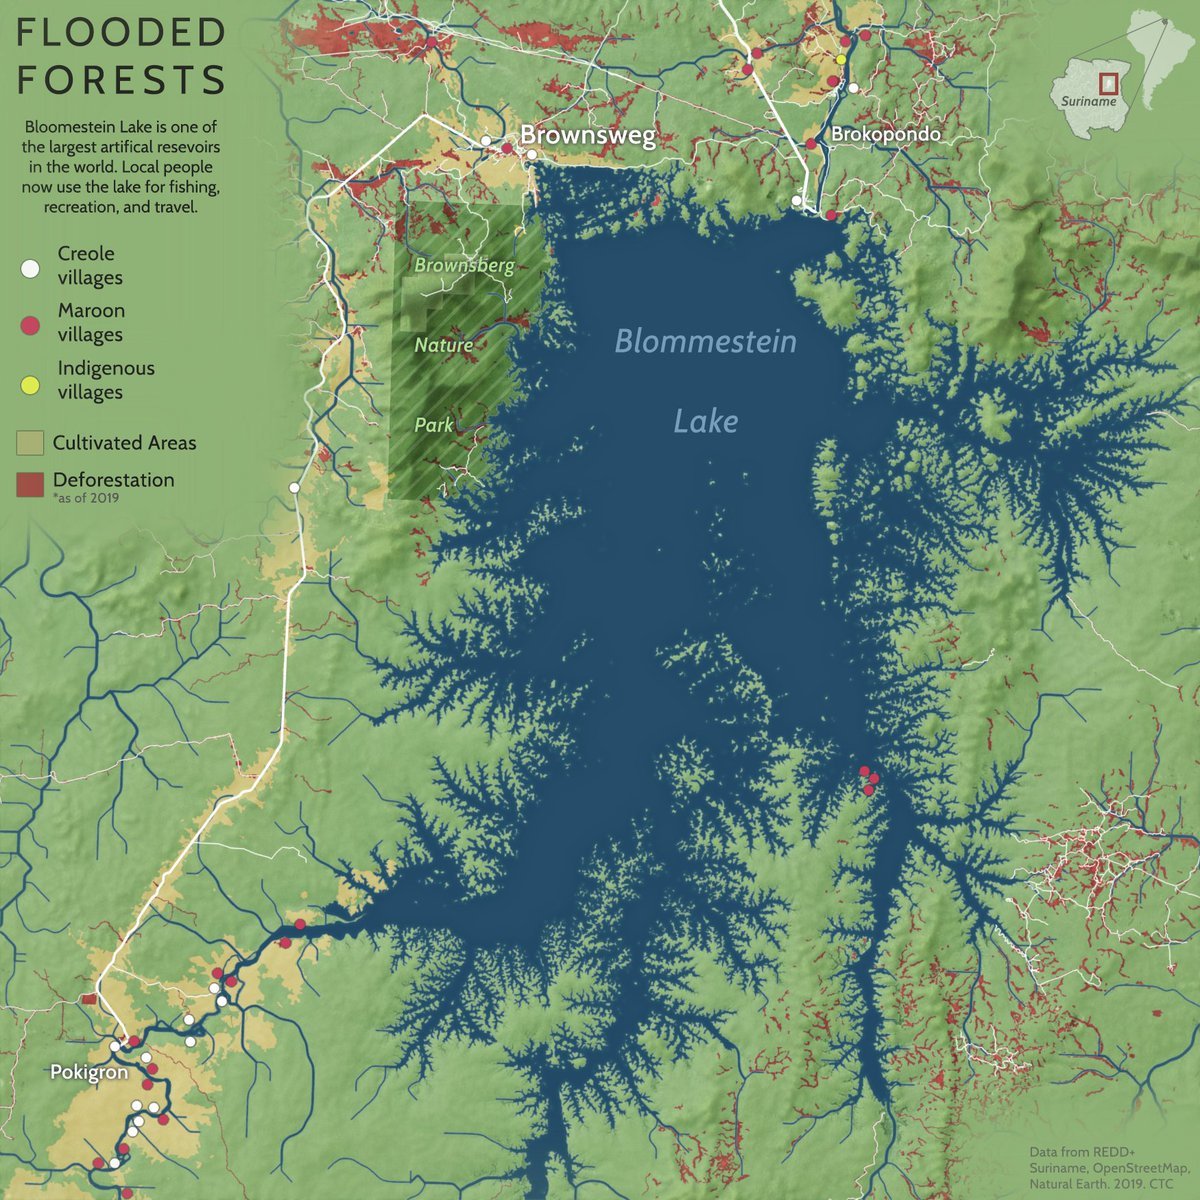 FLOODED
FORESTS
Bloomestein Lake is one of
the largest artifical resevoirs
in the world. Local people
now use the lake for fishing,
recreation, and travel.
Creole
villages
Maroon
villages
Indigenous
villages
Cultivated Areas
Deforestation
*as of 2019
Suriname
Brownsweg
Brokopondo
Brownsberg
Nature
Park
Blommestein
Lake
Pokigron
Data from REDD+
Suriname, OpenStreetMap,
Natural Earth. 2019. CTC